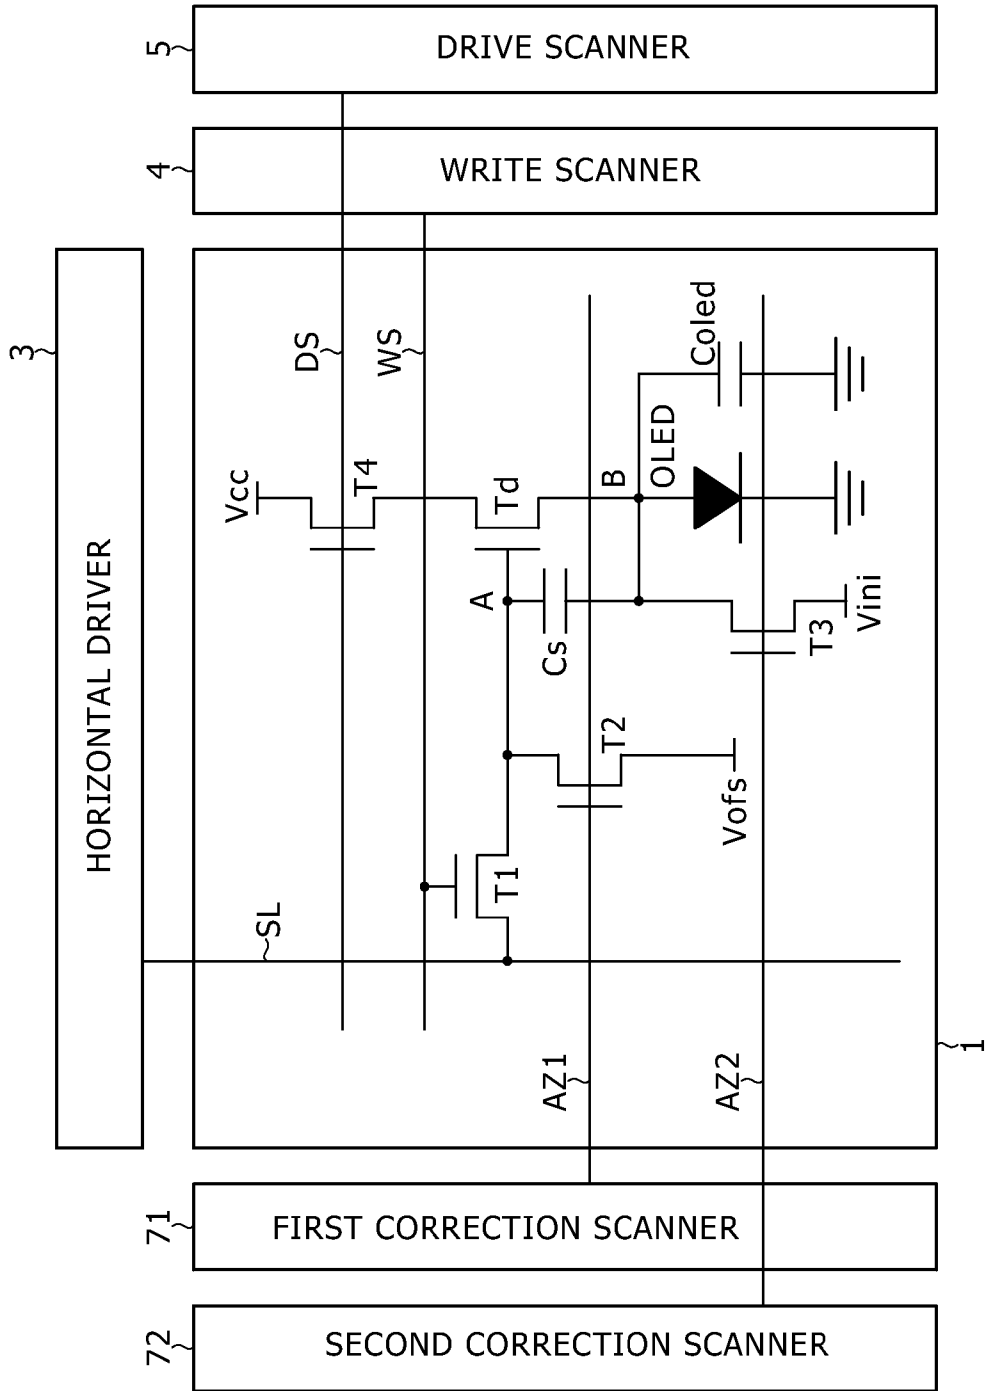 5
DRIVE SCANNER
4
WRITE SCANNER
3
HORIZONTAL DRIVER
DS
WS
Vcc
T4
Td
A
B
OLED
Coled
Cs
T3
Vini
T2
Vofs
T1
SL
AZ1
AZ2
1
71
FIRST CORRECTION SCANNER
72
SECOND CORRECTION SCANNER